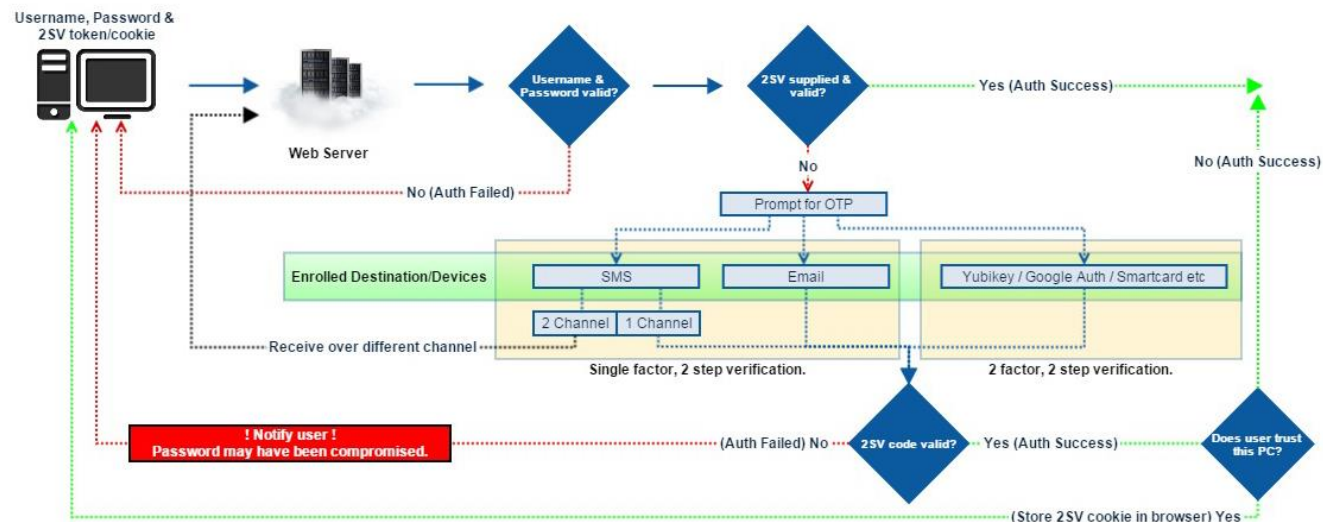 Username, Password &
2SV token/cookie
Web Server
Username &
Password valid?
2SV supplied &
valid?
Yes (Auth Success)
No (Auth Success)
No (Auth Failed)
No
Prompt for OTP
Enrolled Destination/Devices
SMS
Email
Yubikey / Google Auth / Smartcard etc
2 Channel
1 Channel
Receive over different channel
Single factor, 2 step verification.
2 factor, 2 step verification.
! Notify user !
Password may have been compromised.
(Auth Failed) No
2SV code valid?
Yes (Auth Success)
Does user trust
this PC?
(Store 2SV cookie in browser) Yes